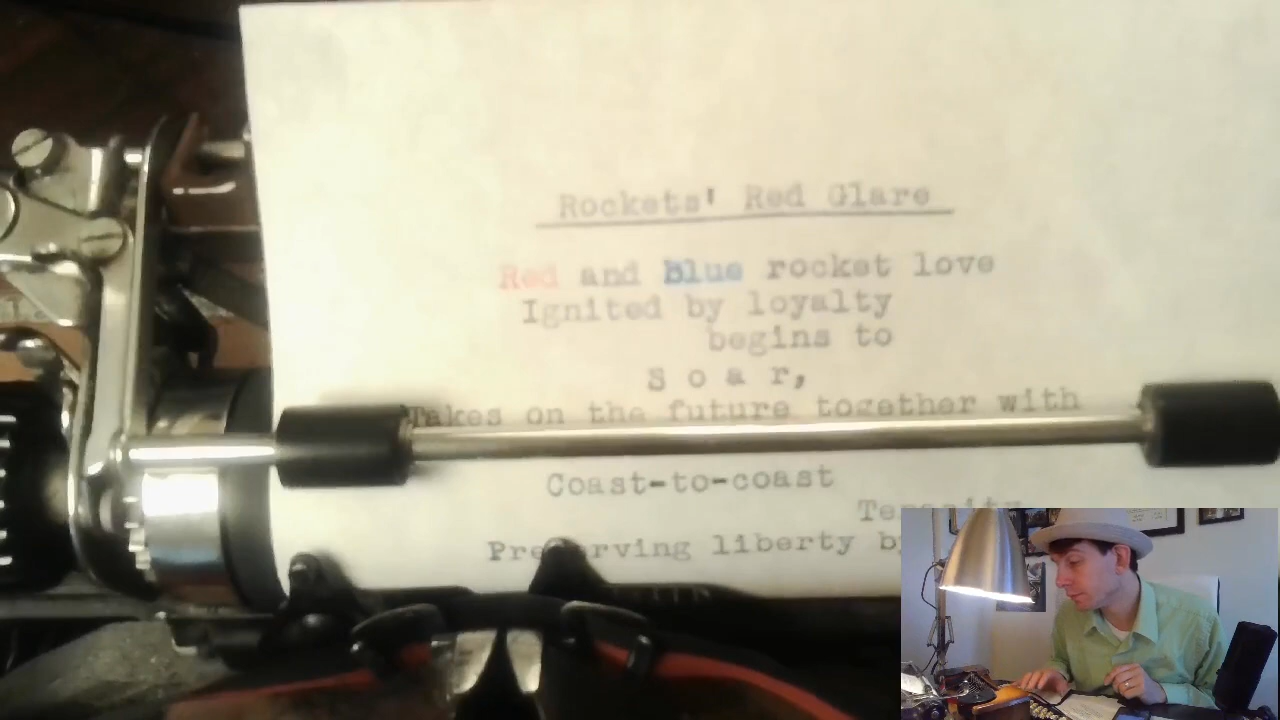 Rockets' Red Glare
Red and Blue rocket love
Ignited by loyalty
begins to
s o a r,
Takes on the future together with
Coast-to-coast
Preserving liberty